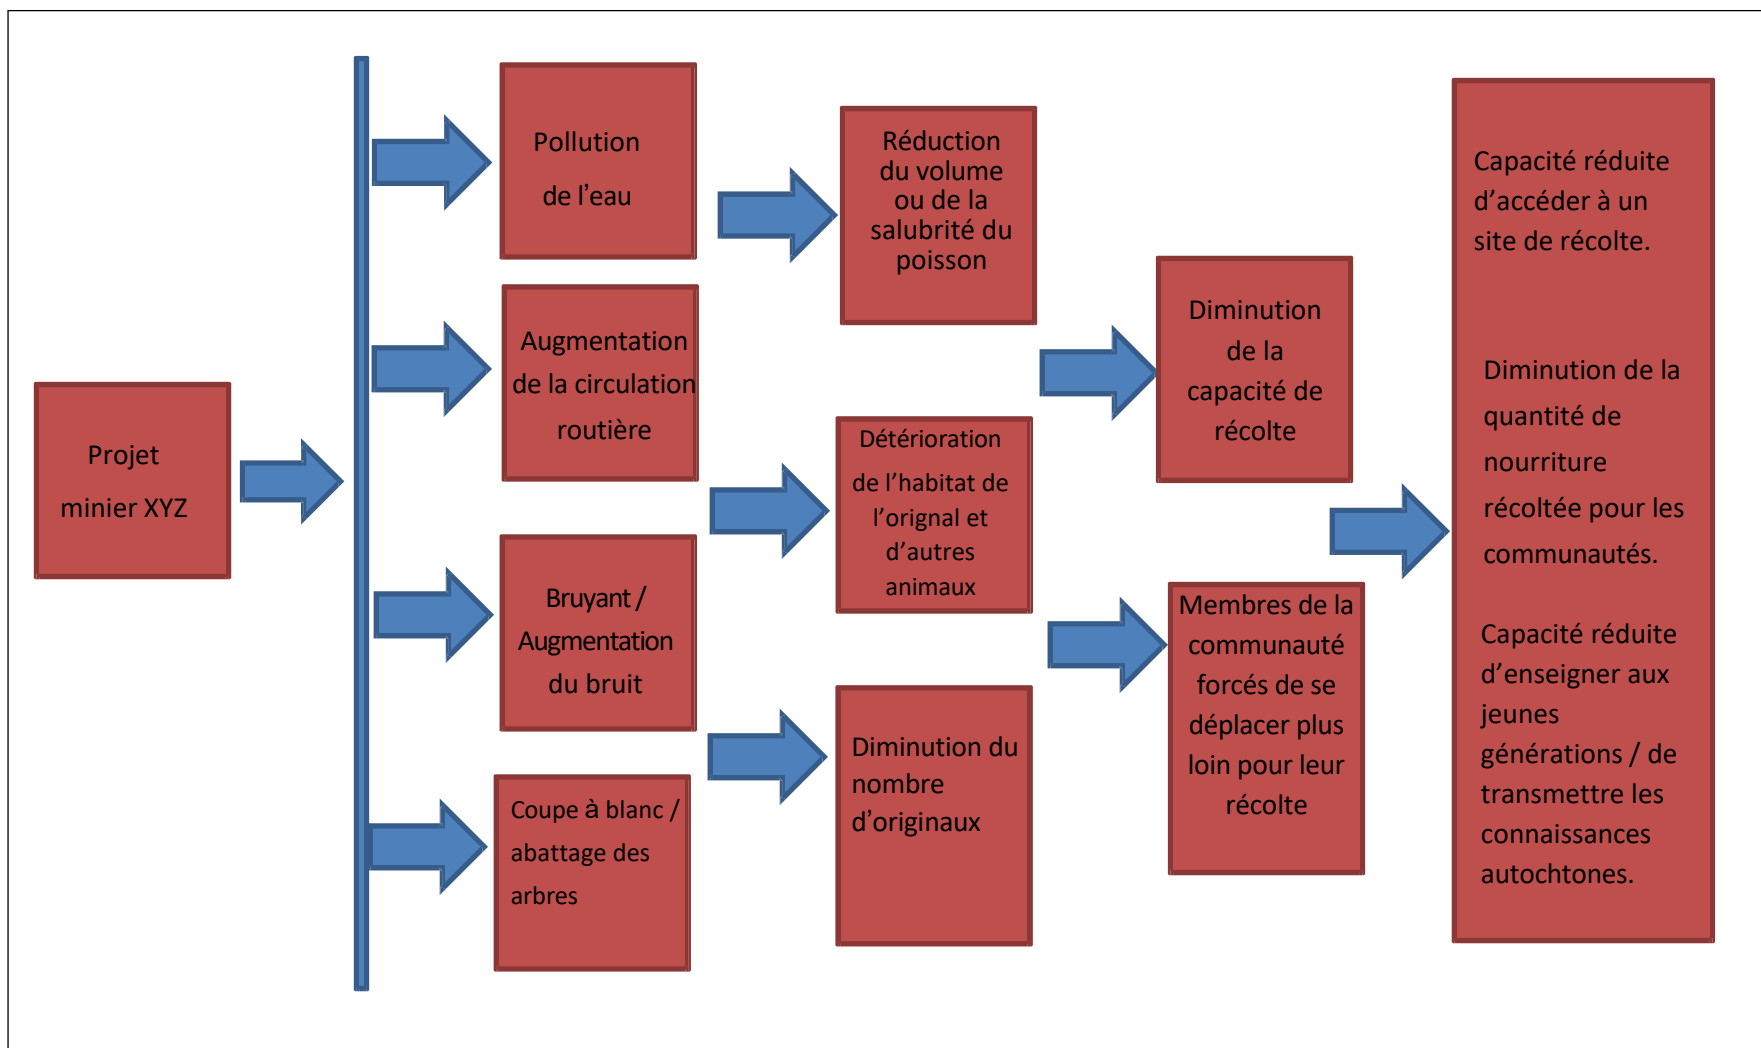 Projet
minier XYZ
Pollution
de l'eau
Augmentation
de la circulation
routière
Bruyant /
Augmentation
du bruit
Coupe à blanc /
abattage des
arbres
Réduction
du volume
ou de la
salubrité du
poisson
Détérioration
de l'habitat de
l'orignal et
d'autres
animaux
Diminution du
nombre
d'originaux
Diminution
de la
capacité de
récolte
Membres de la
communauté
forcés de se
déplacer plus
loin pour leur
récolte
Capacité réduite
d'accéder à un
site de récolte.
Diminution de la
quantité de
nourriture
récoltée pour les
communautés.
Capacité réduite
d'enseigner aux
jeunes
générations / de
transmettre les
connaissances
autochtones.